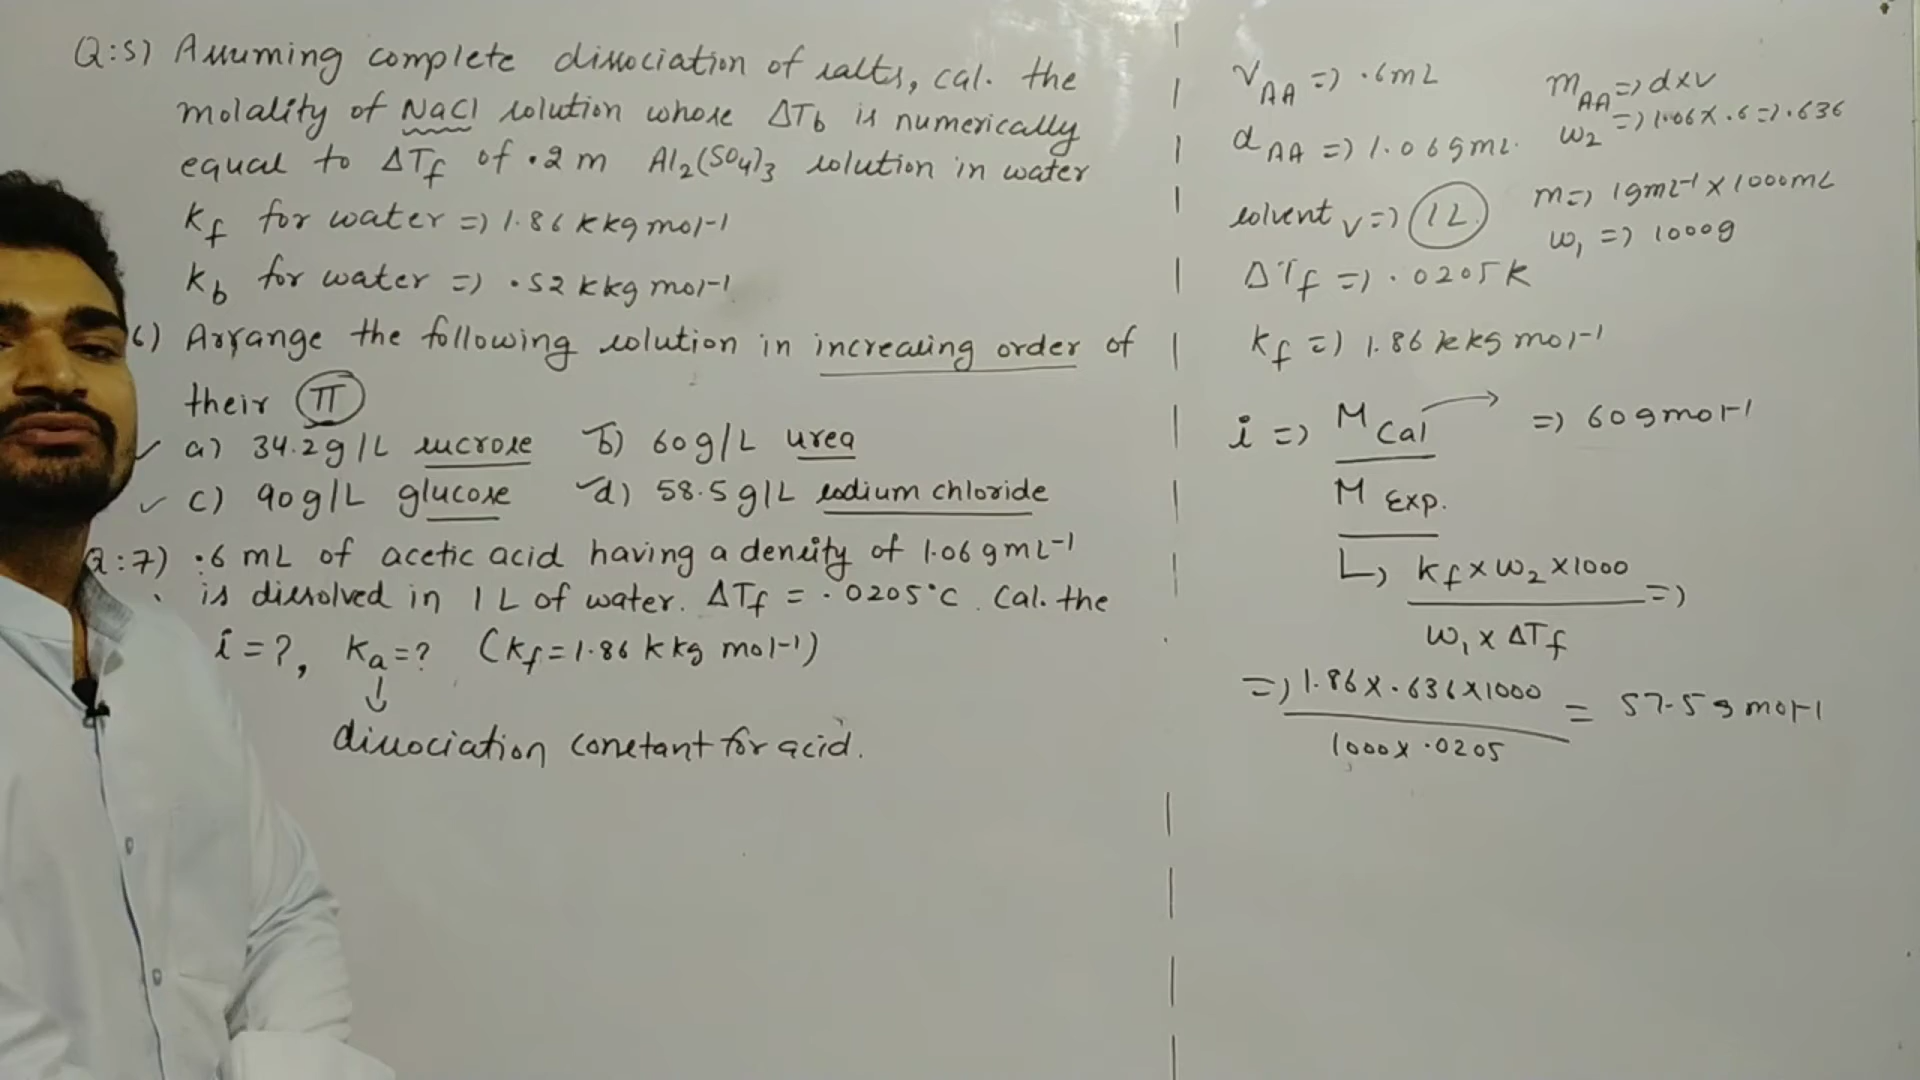 Q:5) Assuming complete dissociation of salts, cal. the
molality of NaCl solution whose ΔTb is numerically
equal to ΔTf of .2 m Al2(SO4)3 solution in water
Kf for water => 1.86 K kg mol-1
Kb for water => .52 K kg mol-1
6) Arrange the following solution in increasing order of
their π
a) 34.2 g/L sucrose b) 60 g/L urea
c) 90 g/L glucose d) 58.5 g/L sodium chloride
Q:7) .6 mL of acetic acid having a density of 1.06 g mL-1
is dissolved in 1 L of water. ΔTf = .0205°C. Cal. the
i = ?, Ka = ? (Kf = 1.86 K kg mol-1)
↓
dissociation constant for acid.
VAA => .6 mL
mAA => d×v
dAA => 1.06 g mL.
w2 => 1.06 × .6 => .636
solvent v => 1 L
m => 1 g mL-1 × 1000 mL
w1 => 1000 g
ΔTf => .0205 K
Kf => 1.86 K kg mol-1
i => M Cal => 60 g mol-1
M Exp.
Kf × w2 × 1000 =>
w1 × ΔTf
=> 1.86 × .636 × 1000 = 57.5 g mol-1
1000 × .0205